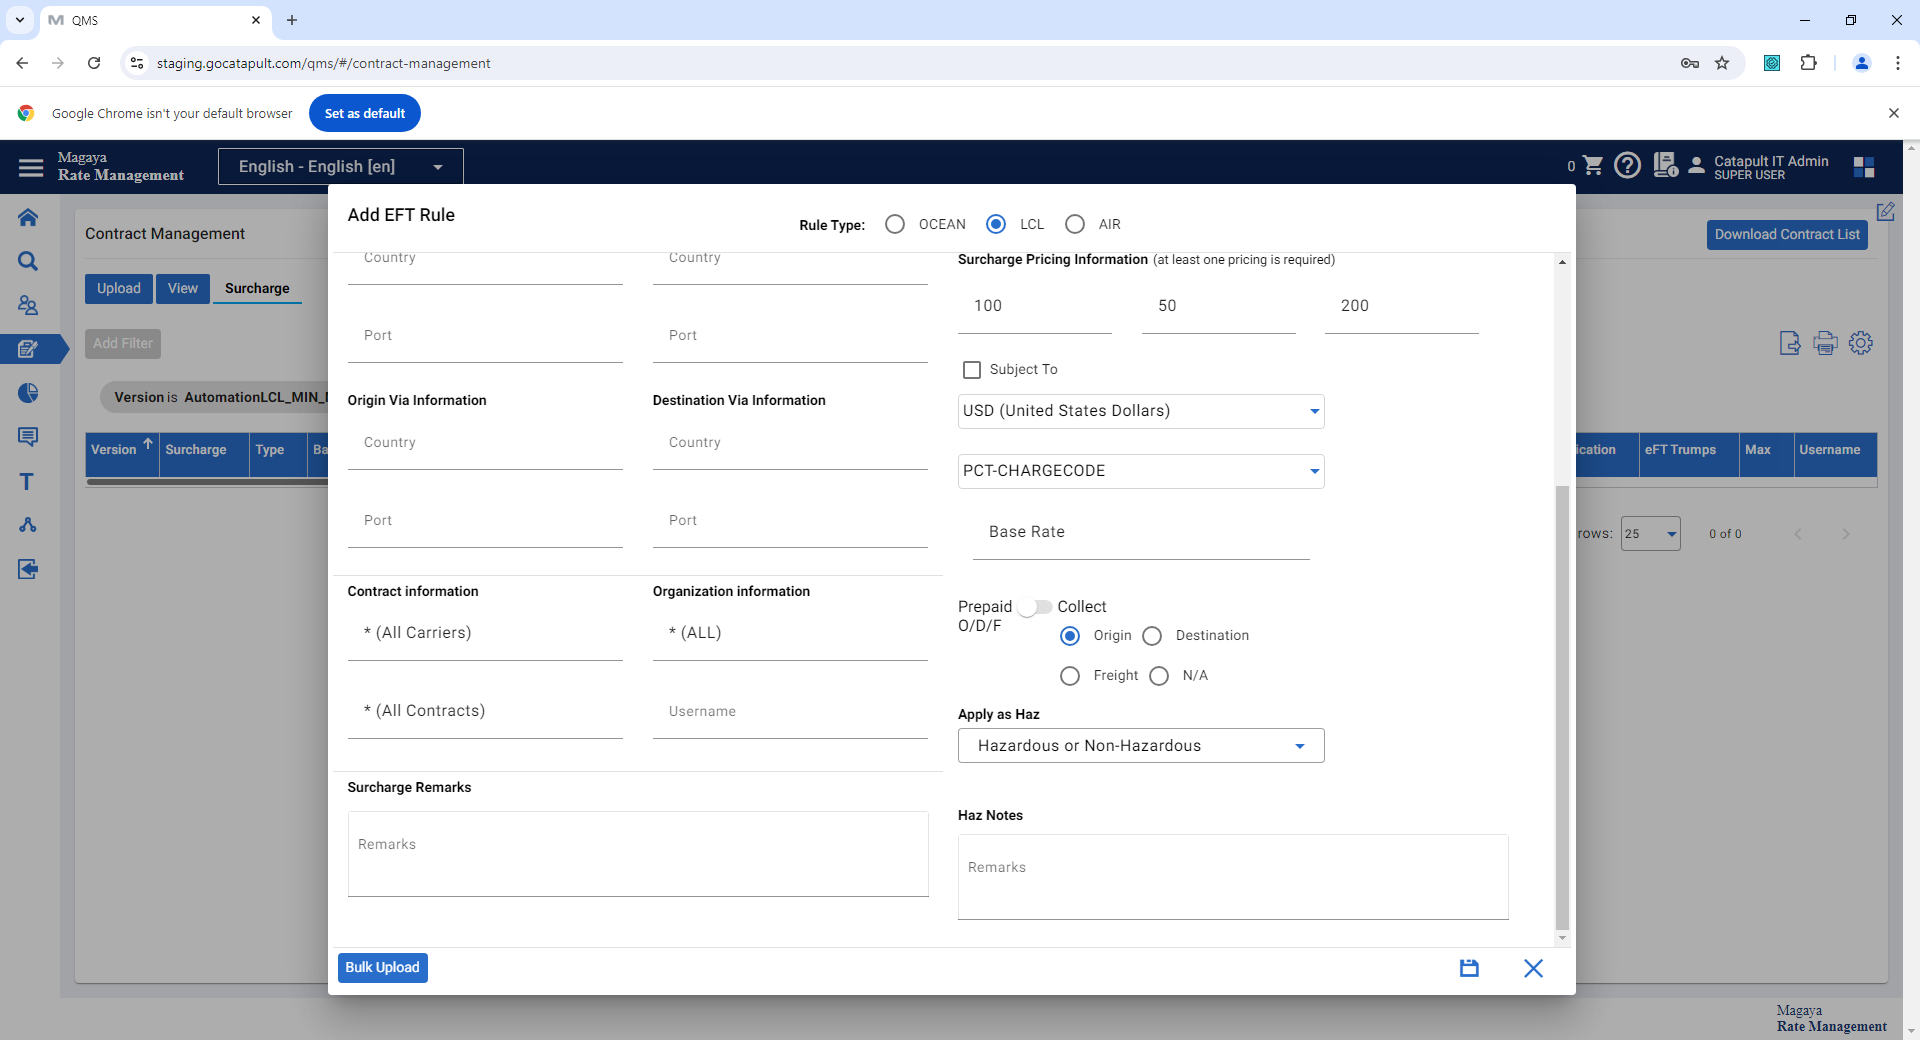 QMS
staging.gocatapult.com/qms/#/contract-management
Google Chrome isn't your default browser
Set as default
Magaya
Rate Management
English - English [en]
0
Catapult IT Admin
SUPER USER
Contract Management
Download Contract List
Upload
View
Surcharge
Add Filter
Version is AutomationLCL_MIN_
Version
Surcharge
Type
Ba
ication
eFT Trumps
Max
Username
rows:
25
0 of 0
Add EFT Rule
Rule Type:
OCEAN
LCL
AIR
Country
Country
Port
Port
Origin Via Information
Destination Via Information
Country
Country
Port
Port
Contract information
Organization information
* (All Carriers)
* (ALL)
* (All Contracts)
Username
Surcharge Remarks
Remarks
Surcharge Pricing Information (at least one pricing is required)
100
50
200
Subject To
USD (United States Dollars)
PCT-CHARGECODE
Base Rate
Prepaid
Collect
O/D/F
Origin
Destination
Freight
N/A
Apply as Haz
Hazardous or Non-Hazardous
Haz Notes
Remarks
Bulk Upload
Magaya
Rate Management